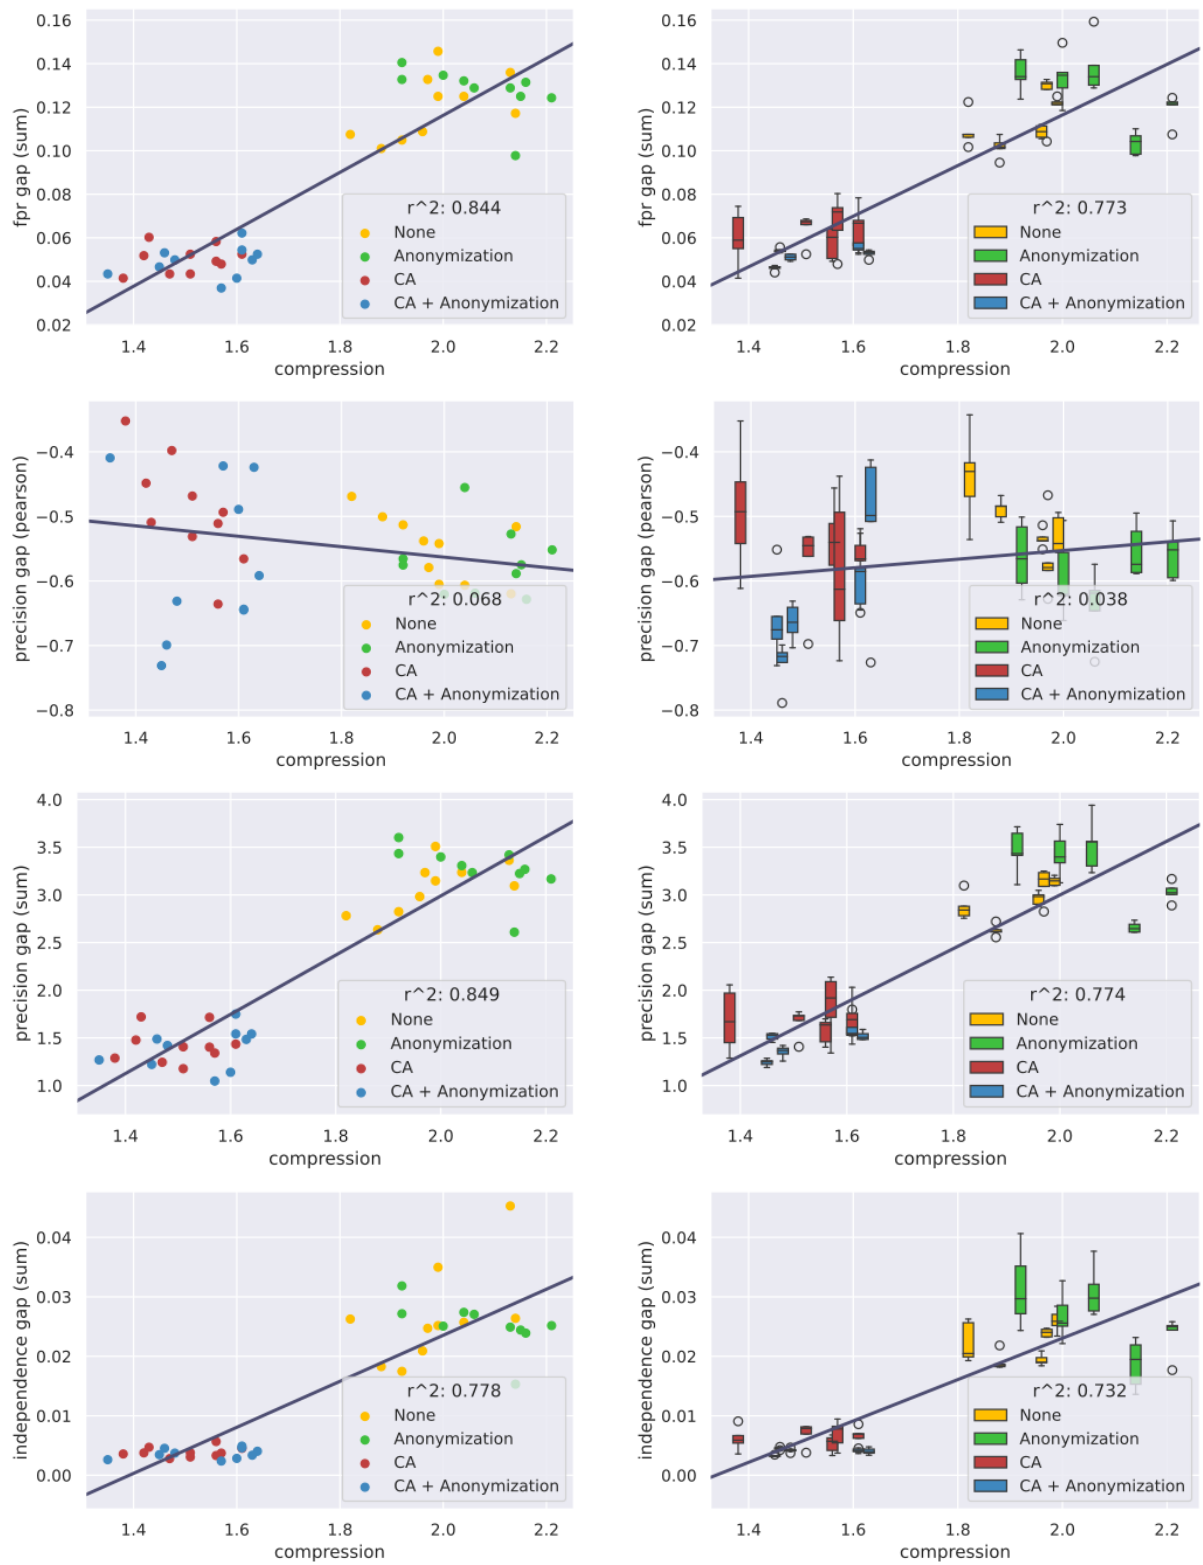 fpr gap (sum)
0.16
0.14
0.12
0.10
0.08
0.06
0.04
0.02
r^2: 0.844
None
Anonymization
CA
CA + Anonymization
1.4 1.6 1.8 2.0 2.2
compression
fpr gap (sum)
0.16
0.14
0.12
0.10
0.08
0.06
0.04
0.02
r^2: 0.773
None
Anonymization
CA
CA + Anonymization
1.4 1.6 1.8 2.0 2.2
compression
precision gap (pearson)
−0.4
−0.5
−0.6
−0.7
−0.8
r^2: 0.068
None
Anonymization
CA
CA + Anonymization
1.4 1.6 1.8 2.0 2.2
compression
precision gap (pearson)
−0.4
−0.5
−0.6
−0.7
−0.8
r^2: 0.038
None
Anonymization
CA
CA + Anonymization
1.4 1.6 1.8 2.0 2.2
compression
precision gap (sum)
4.0
3.5
3.0
2.5
2.0
1.5
1.0
r^2: 0.849
None
Anonymization
CA
CA + Anonymization
1.4 1.6 1.8 2.0 2.2
compression
precision gap (sum)
4.0
3.5
3.0
2.5
2.0
1.5
1.0
r^2: 0.774
None
Anonymization
CA
CA + Anonymization
1.4 1.6 1.8 2.0 2.2
compression
independence gap (sum)
0.04
0.03
0.02
0.01
0.00
r^2: 0.778
None
Anonymization
CA
CA + Anonymization
1.4 1.6 1.8 2.0 2.2
compression
independence gap (sum)
0.04
0.03
0.02
0.01
0.00
r^2: 0.732
None
Anonymization
CA
CA + Anonymization
1.4 1.6 1.8 2.0 2.2
compression